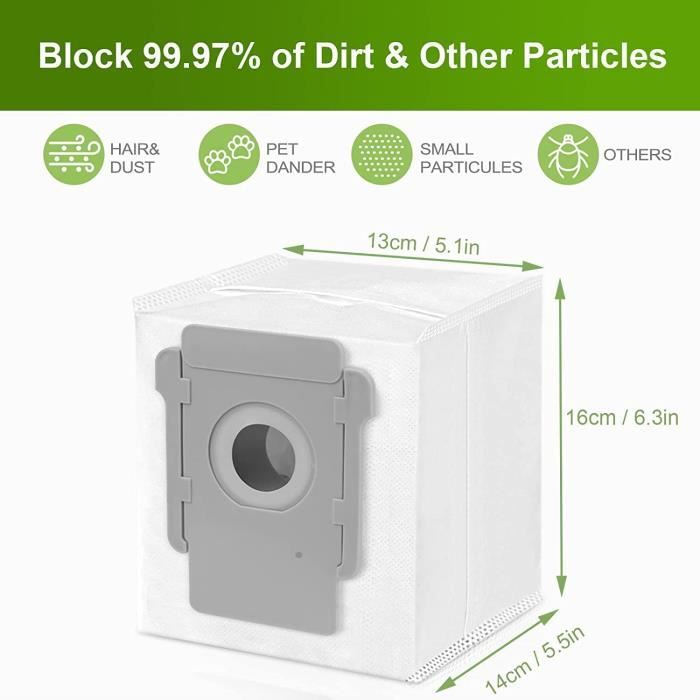 Block 99.97% of Dirt & Other Particles
HAIR&
DUST
PET
DANDER
SMALL
PARTICULES
OTHERS
13cm / 5.1in
16cm / 6.3in
14cm / 5.5in